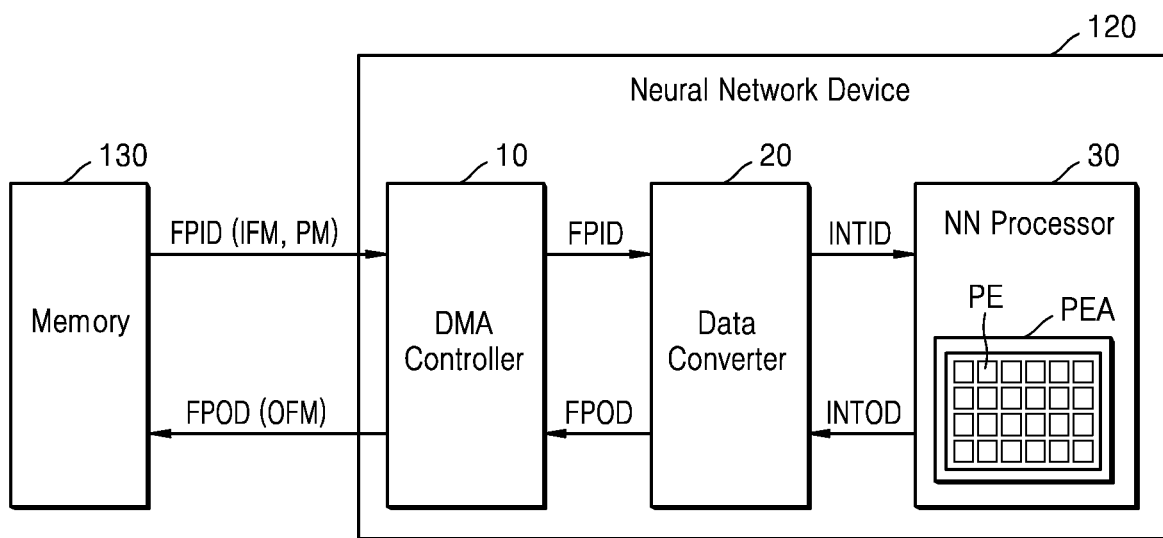 120
Neural Network Device
130
10
20
30
FPID (IFM, PM)
FPID
INTID
NN Processor
PE
PEA
Memory
DMA
Controller
Data
Converter
FPOD (OFM)
FPOD
INTOD